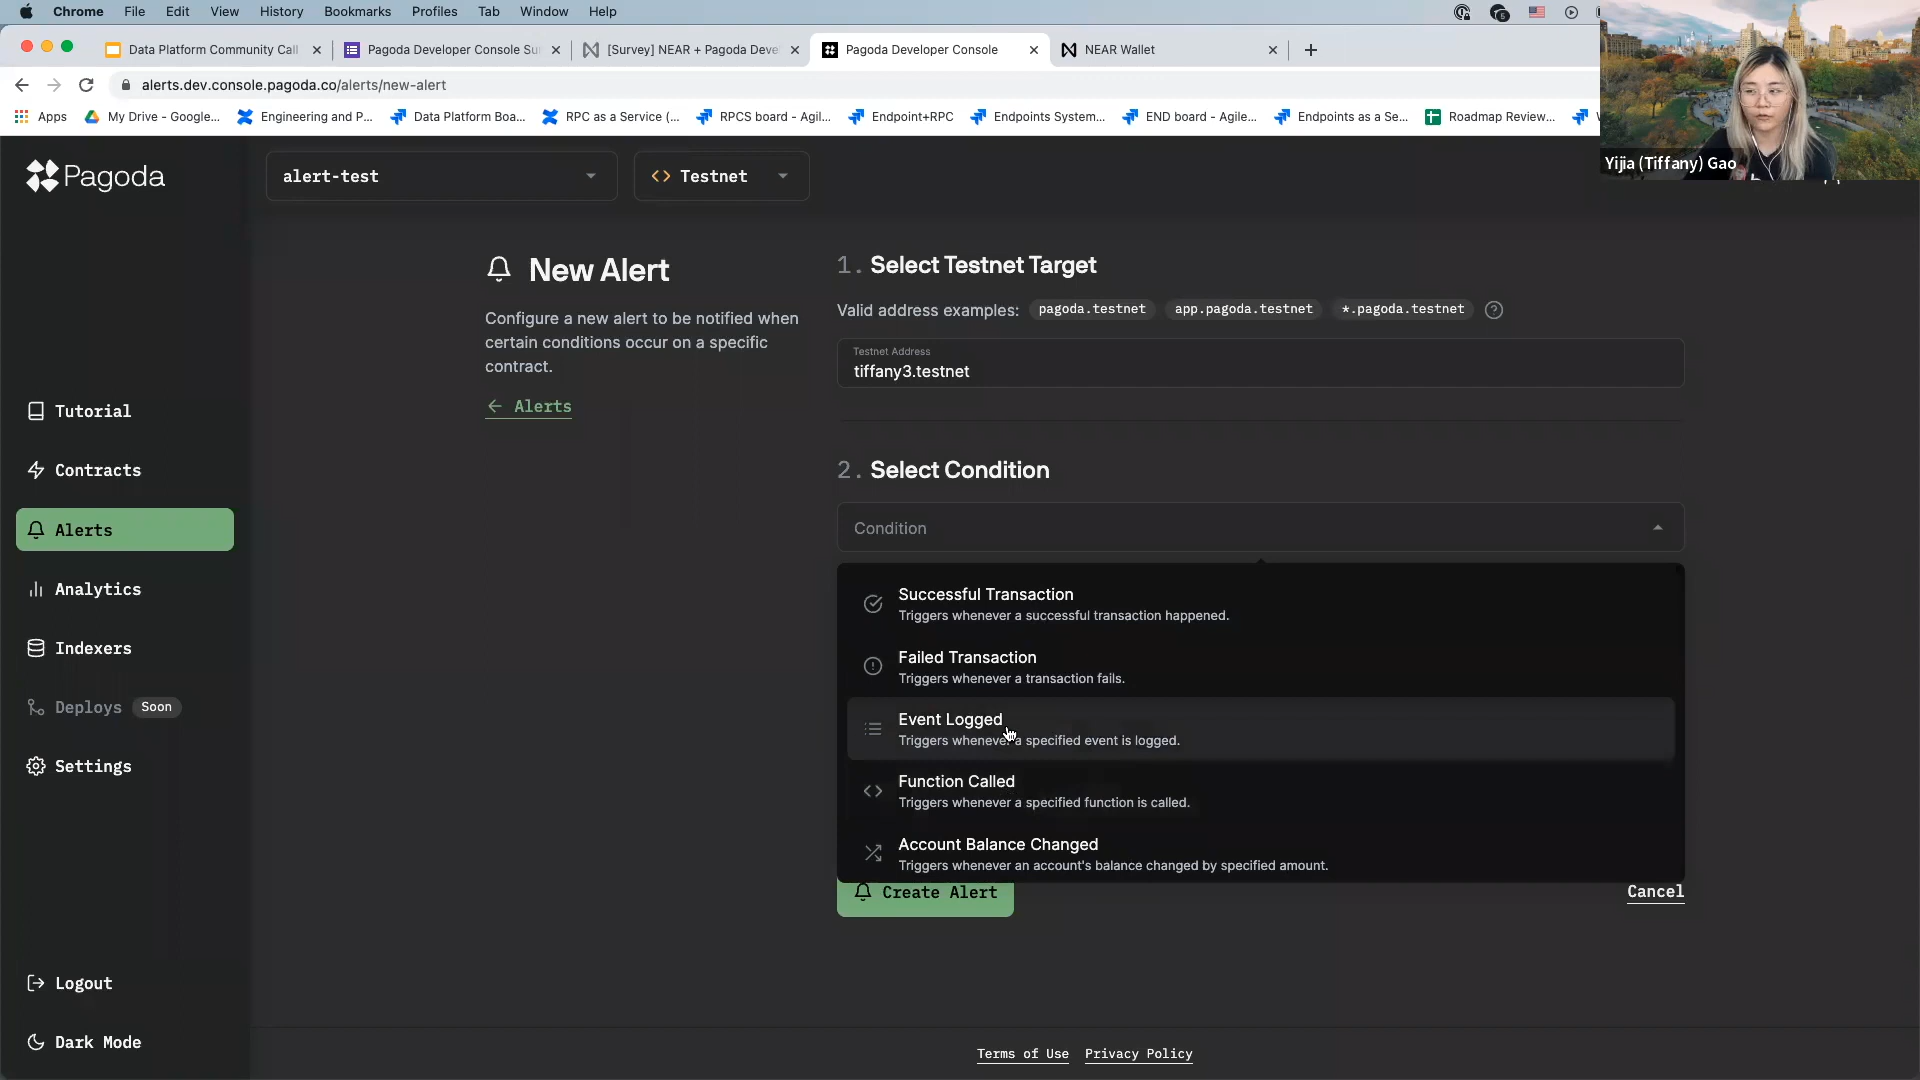 Chrome File Edit View History Bookmarks Profiles Tab Window Help
Data Platform Community Call
Pagoda Developer Console Su
[Survey] NEAR + Pagoda Deve
Pagoda Developer Console
NEAR Wallet
alerts.dev.console.pagoda.co/alerts/new-alert
Apps My Drive - Google... Engineering and P... Data Platform Boa... RPC as a Service (... RPCS board - Agil... Endpoint+RPC Endpoints System... END board - Agile... Endpoints as a Se... Roadmap Review...
Yijia (Tiffany) Gao
Pagoda
alert-test
<> Testnet
Tutorial
Contracts
Alerts
Analytics
Indexers
Deploys Soon
Settings
Logout
Dark Mode
New Alert
Configure a new alert to be notified when
certain conditions occur on a specific
contract.
← Alerts
1. Select Testnet Target
Valid address examples: pagoda.testnet app.pagoda.testnet *.pagoda.testnet ?
Testnet Address
tiffany3.testnet
2. Select Condition
Condition
Successful Transaction
Triggers whenever a successful transaction happened.
Failed Transaction
Triggers whenever a transaction fails.
Event Logged
Triggers whenever a specified event is logged.
Function Called
Triggers whenever a specified function is called.
Account Balance Changed
Triggers whenever an account's balance changed by specified amount.
Create Alert
Cancel
Terms of Use Privacy Policy